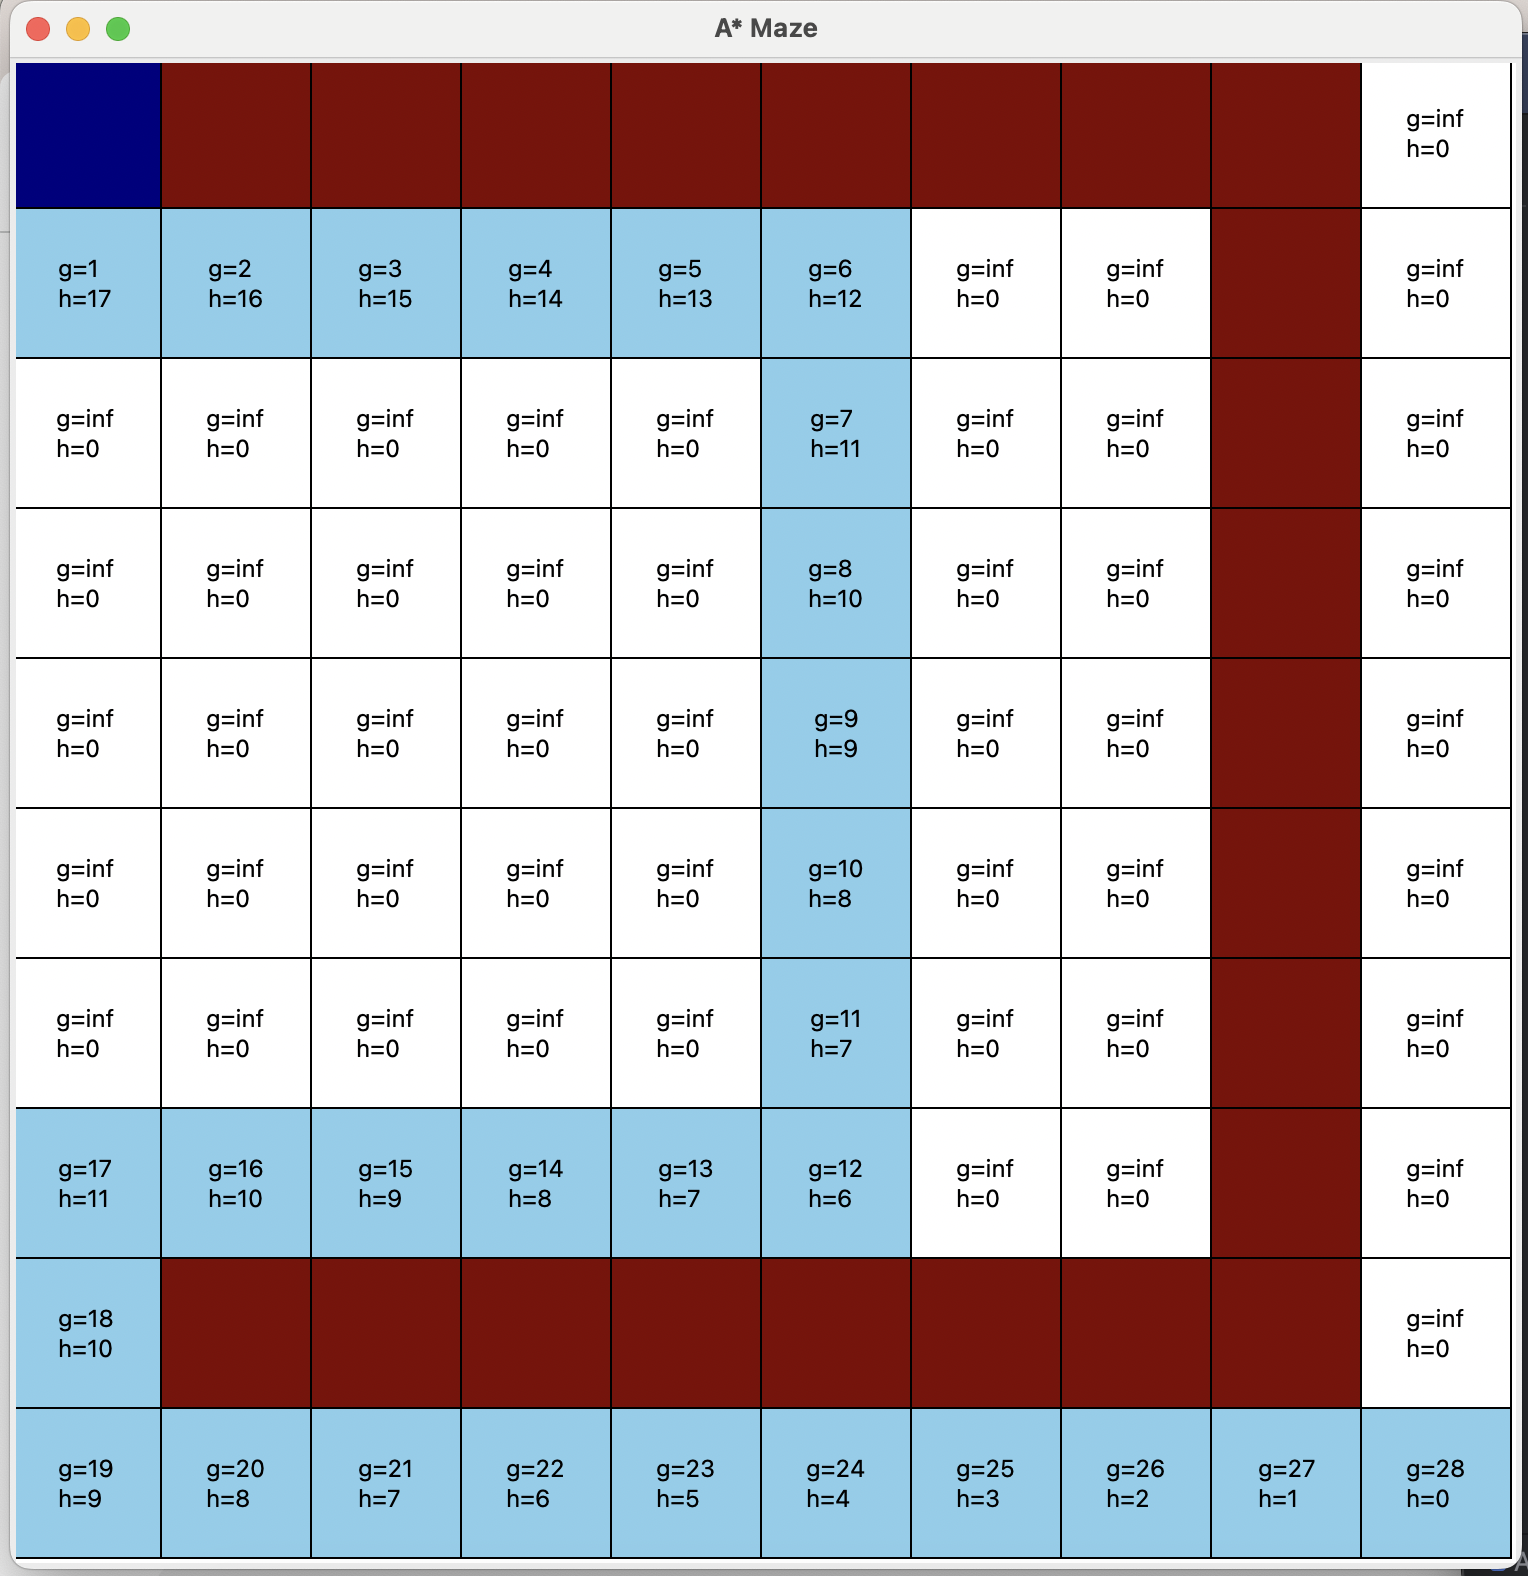 A* Maze
g=inf
h=0
g=1
h=17
g=2
h=16
g=3
h=15
g=4
h=14
g=5
h=13
g=6
h=12
g=inf
h=0
g=inf
h=0
g=inf
h=0
g=inf
h=0
g=inf
h=0
g=inf
h=0
g=inf
h=0
g=inf
h=0
g=7
h=11
g=inf
h=0
g=inf
h=0
g=inf
h=0
g=inf
h=0
g=inf
h=0
g=inf
h=0
g=inf
h=0
g=inf
h=0
g=8
h=10
g=inf
h=0
g=inf
h=0
g=inf
h=0
g=inf
h=0
g=inf
h=0
g=inf
h=0
g=inf
h=0
g=inf
h=0
g=9
h=9
g=inf
h=0
g=inf
h=0
g=inf
h=0
g=inf
h=0
g=inf
h=0
g=inf
h=0
g=inf
h=0
g=inf
h=0
g=10
h=8
g=inf
h=0
g=inf
h=0
g=inf
h=0
g=inf
h=0
g=inf
h=0
g=inf
h=0
g=inf
h=0
g=inf
h=0
g=11
h=7
g=inf
h=0
g=inf
h=0
g=inf
h=0
g=17
h=11
g=16
h=10
g=15
h=9
g=14
h=8
g=13
h=7
g=12
h=6
g=inf
h=0
g=inf
h=0
g=inf
h=0
g=18
h=10
g=inf
h=0
g=19
h=9
g=20
h=8
g=21
h=7
g=22
h=6
g=23
h=5
g=24
h=4
g=25
h=3
g=26
h=2
g=27
h=1
g=28
h=0